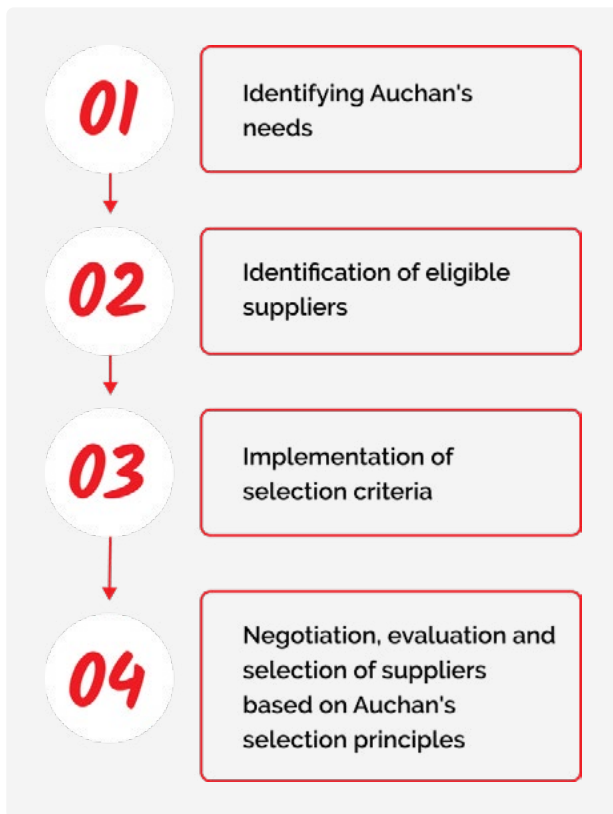 01
Identifying Auchan's
needs
02
Identification of eligible
suppliers
03
Implementation of
selection criteria
04
Negotiation, evaluation and
selection of suppliers
based on Auchan's
selection principles